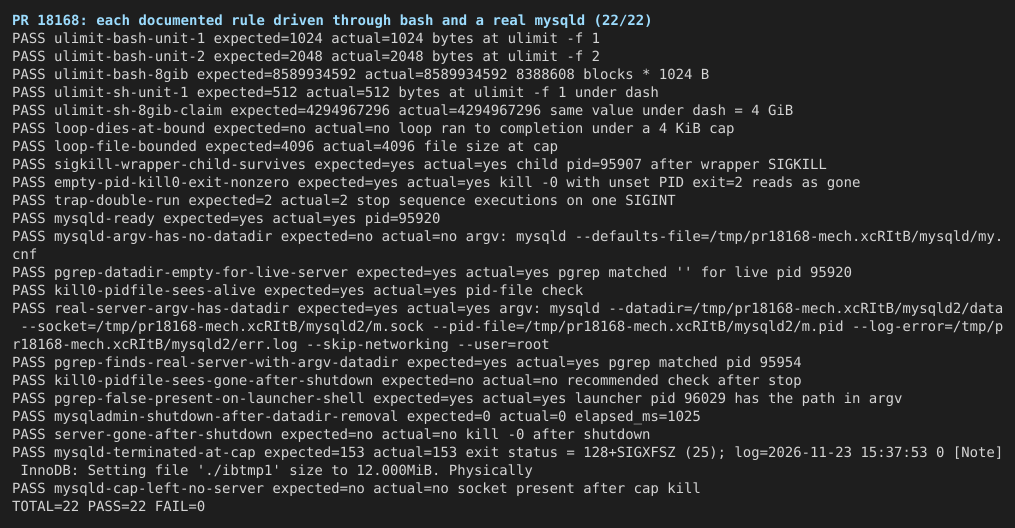 PR 18168: each documented rule driven through bash and a real mysqld (22/22)
PASS ulimit-bash-unit-1 expected=1024 actual=1024 bytes at ulimit -f 1
PASS ulimit-bash-unit-2 expected=2048 actual=2048 bytes at ulimit -f 2
PASS ulimit-bash-8gib expected=8589934592 actual=8589934592 8388608 blocks * 1024 B
PASS ulimit-sh-unit-1 expected=512 actual=512 bytes at ulimit -f 1 under dash
PASS ulimit-sh-8gib-claim expected=4294967296 actual=4294967296 same value under dash = 4 GiB
PASS loop-dies-at-bound expected=no actual=no loop ran to completion under a 4 KiB cap
PASS loop-file-bounded expected=4096 actual=4096 file size at cap
PASS sigkill-wrapper-child-survives expected=yes actual=yes child pid=95907 after wrapper SIGKILL
PASS empty-pid-kill0-exit-nonzero expected=yes actual=yes kill -0 with unset PID exit=2 reads as gone
PASS trap-double-run expected=2 actual=2 stop sequence executions on one SIGINT
PASS mysqld-ready expected=yes actual=yes pid=95920
PASS mysqld-argv-has-no-datadir expected=no actual=no argv: mysqld --defaults-file=/tmp/pr18168-mech.xcRItB/mysqld/my.
cnf
PASS pgrep-datadir-empty-for-live-server expected=yes actual=yes pgrep matched '' for live pid 95920
PASS kill0-pidfile-sees-alive expected=yes actual=yes pid-file check
PASS real-server-argv-has-datadir expected=yes actual=yes argv: mysqld --datadir=/tmp/pr18168-mech.xcRItB/mysqld2/data
 --socket=/tmp/pr18168-mech.xcRItB/mysqld2/m.sock --pid-file=/tmp/pr18168-mech.xcRItB/mysqld2/m.pid --log-error=/tmp/p
r18168-mech.xcRItB/mysqld2/err.log --skip-networking --user=root
PASS pgrep-finds-real-server-with-argv-datadir expected=yes actual=yes pgrep matched pid 95954
PASS kill0-pidfile-sees-gone-after-shutdown expected=no actual=no recommended check after stop
PASS pgrep-false-present-on-launcher-shell expected=yes actual=yes launcher pid 96029 has the path in argv
PASS mysqladmin-shutdown-after-datadir-removal expected=0 actual=0 elapsed_ms=1025
PASS server-gone-after-shutdown expected=no actual=no kill -0 after shutdown
PASS mysqld-terminated-at-cap expected=153 actual=153 exit status = 128+SIGXFSZ (25); log=2026-11-23 15:37:53 0 [Note]
 InnoDB: Setting file './ibtmp1' size to 12.000MiB. Physically
PASS mysqld-cap-left-no-server expected=no actual=no socket present after cap kill
TOTAL=22 PASS=22 FAIL=0